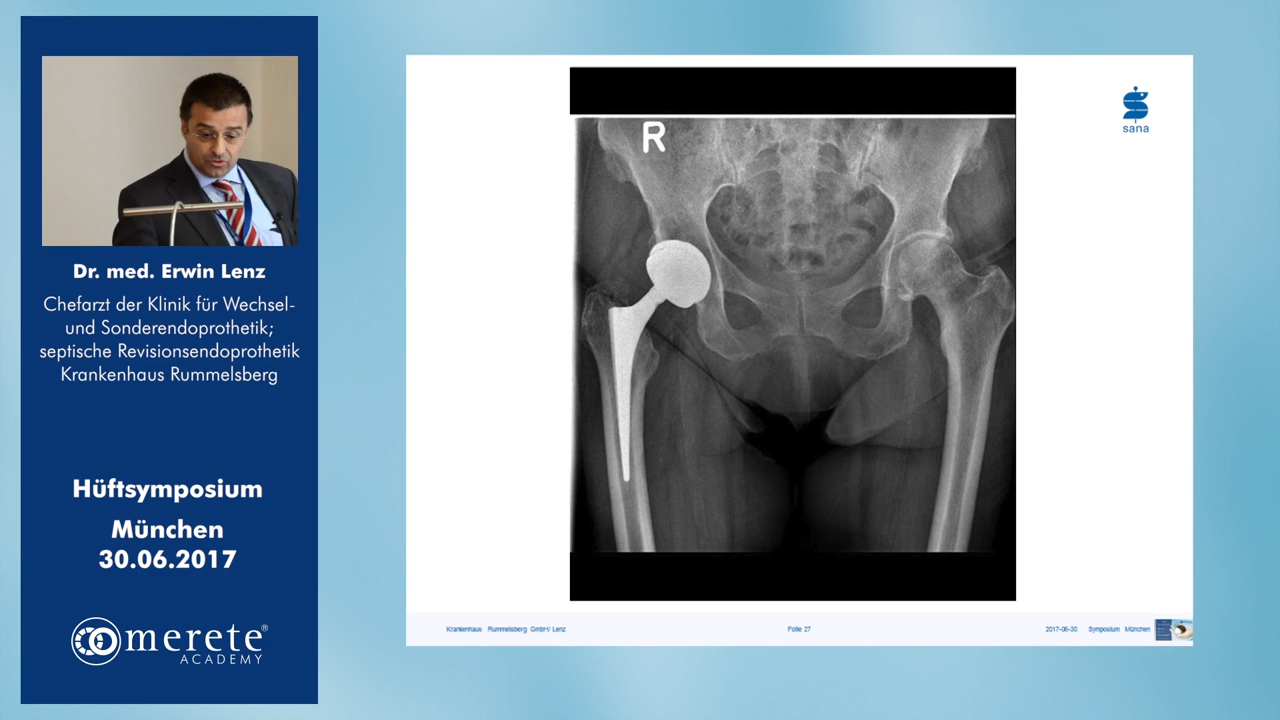 Dr. med. Erwin Lenz
Chefarzt der Klinik für Wechsel-
und Sonderendoprothetik;
septische Revisionsendoprothetik
Krankenhaus Rummelsberg
Hüftsymposium
München
30.06.2017
merete®
ACADEMY
R
sana
Krankenhaus Rummelsberg GmbH/ Lenz
Folie 27
2017-06-30 Symposium München